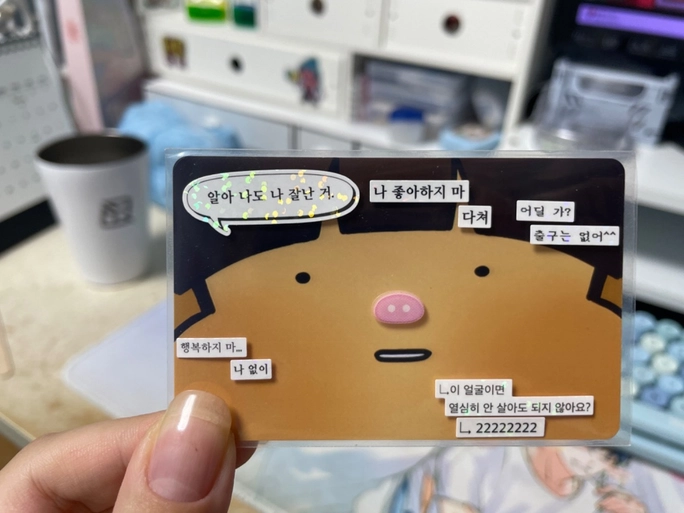 알아 나도 나 잘난 거.
나 좋아하지 마
다쳐
어딜 가?
출구는 없어^^
행복하지 마...
나 없이
ㄴ이 얼굴이면
열심히 안 살아도 되지 않아요?
ㄴ 22222222